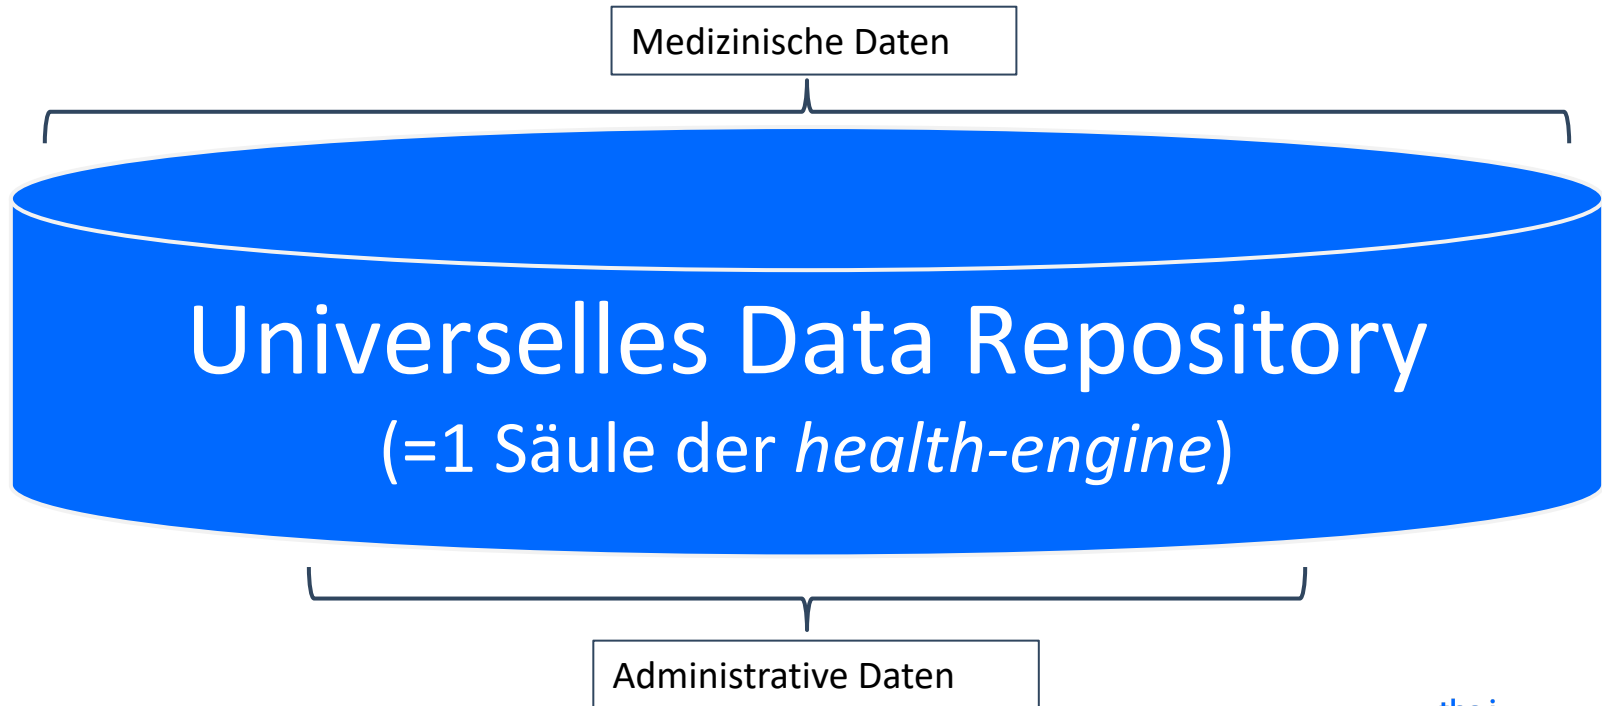 Medizinische Daten
Universelles Data Repository
(=1 Säule der health-engine)
Administrative Daten